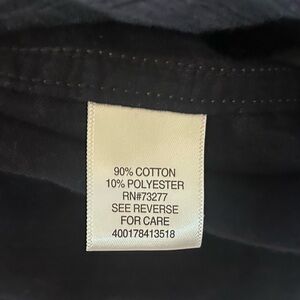 90% COTTON
10% POLYESTER
RN#73277
SEE REVERSE
FOR CARE
400178413518